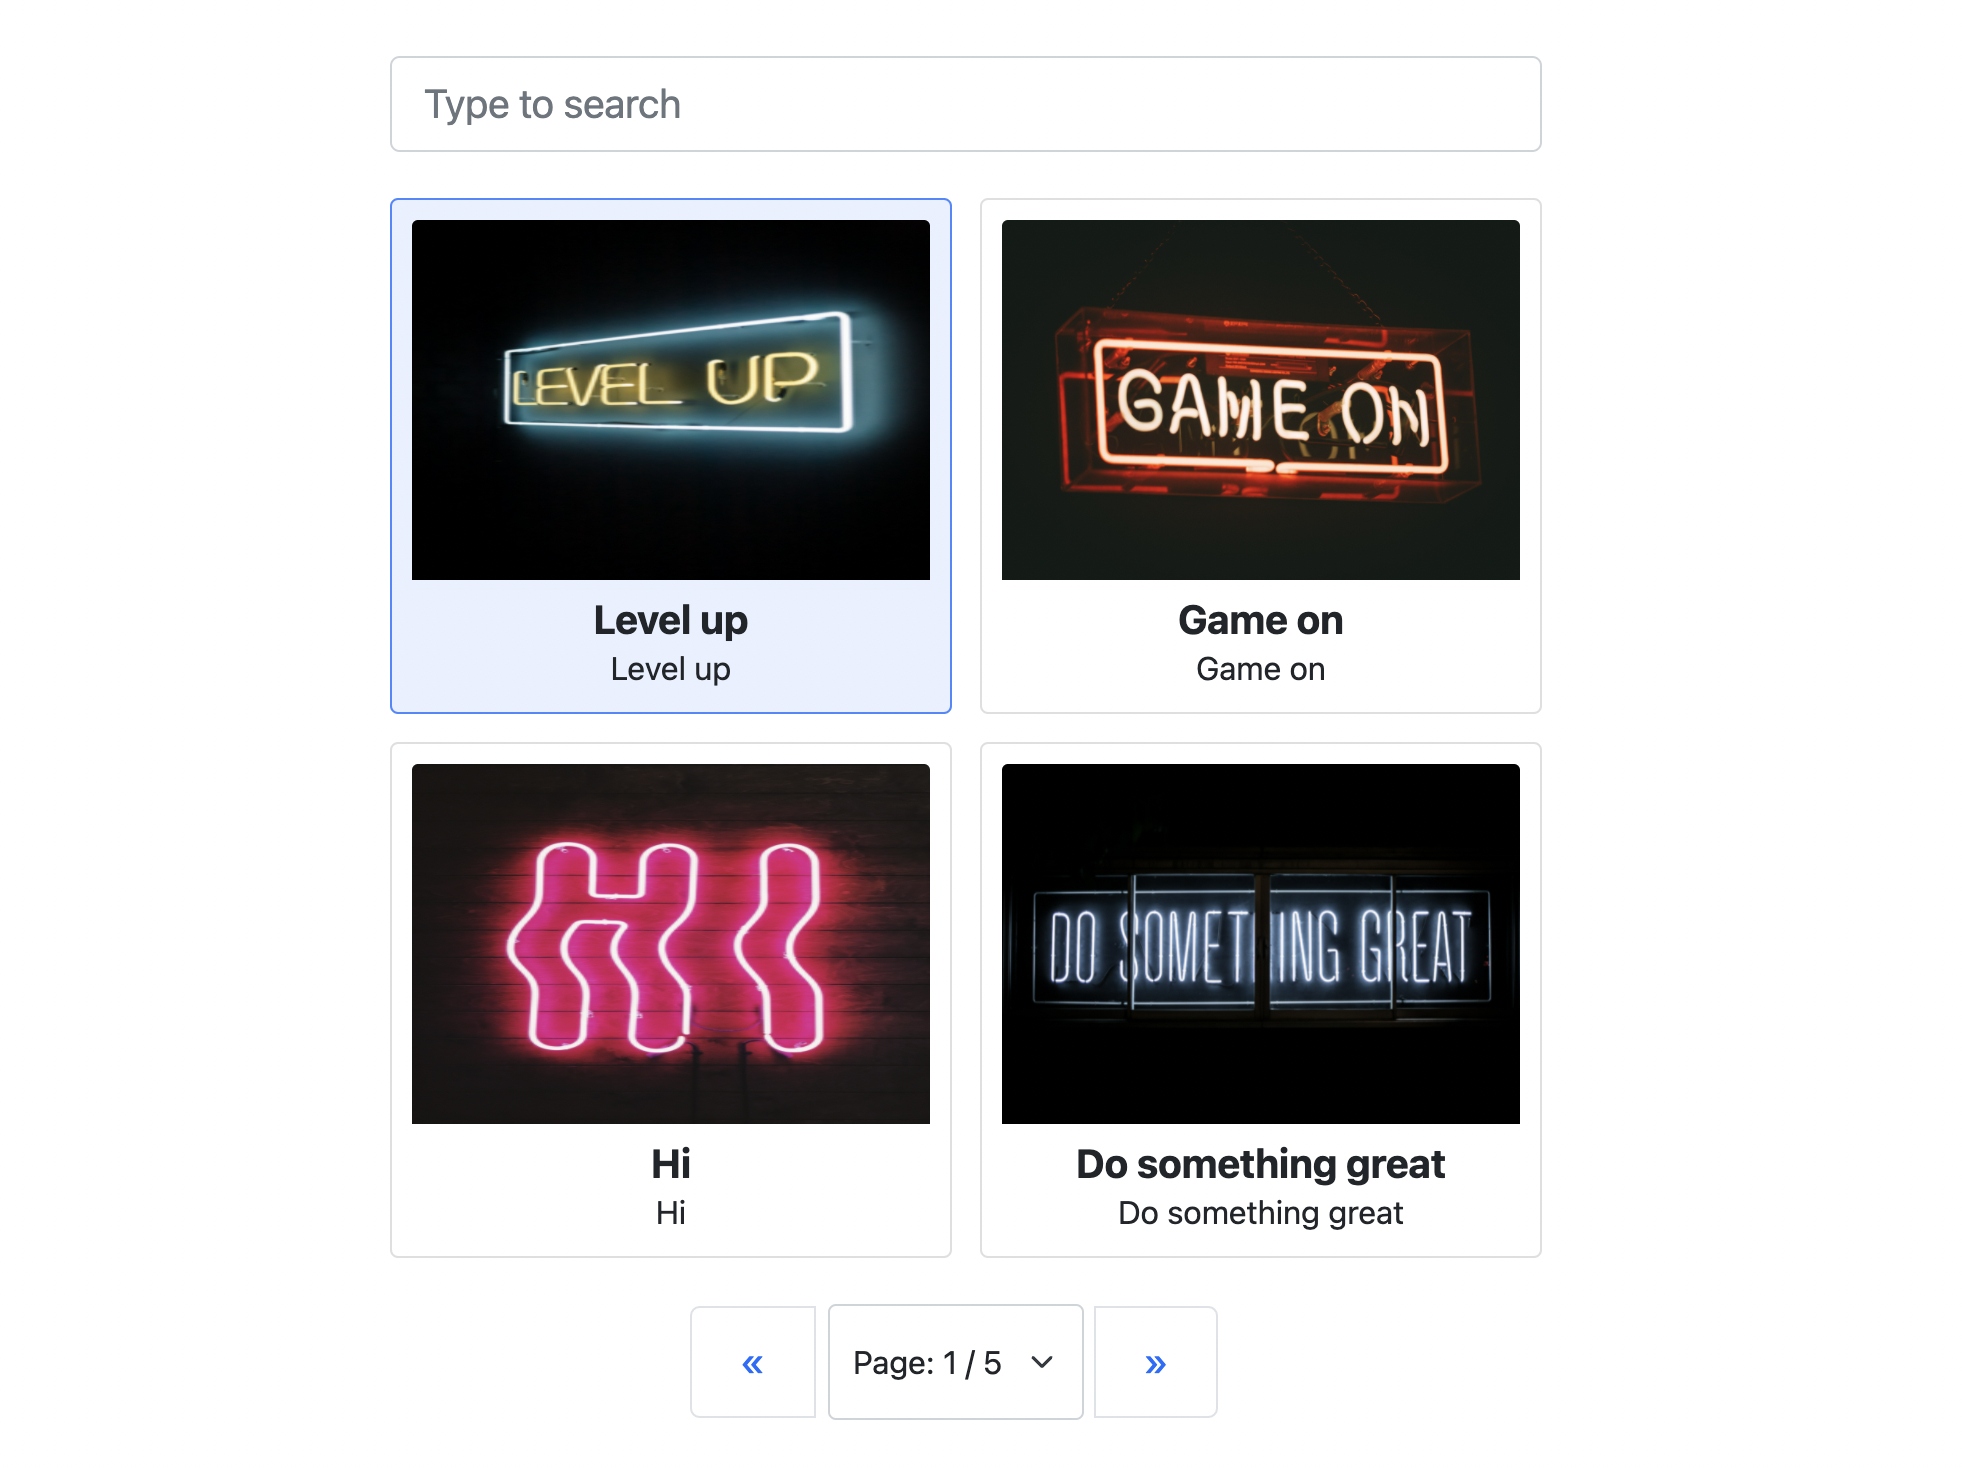 Type to search
LEVEL UP
GAME ON
Level up
Level up
Game on
Game on
HI
DO SOMETHING GREAT
Hi
Hi
Do something great
Do something great
«
Page: 1 / 5
»